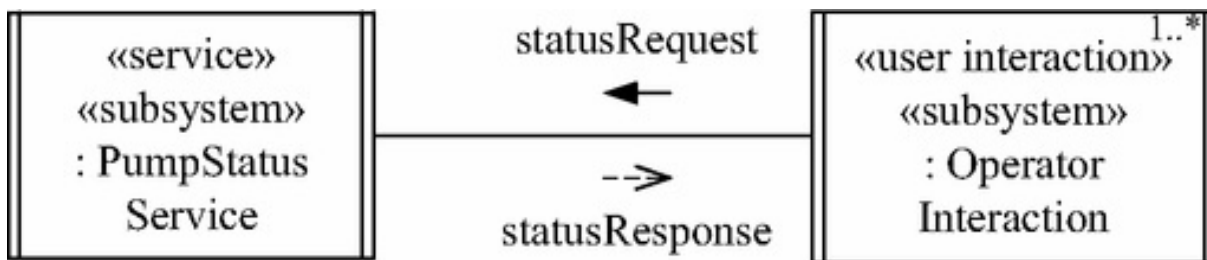 «service»
«subsystem»
: PumpStatus
Service
statusRequest
statusResponse
1..*
«user interaction»
«subsystem»
: Operator
Interaction